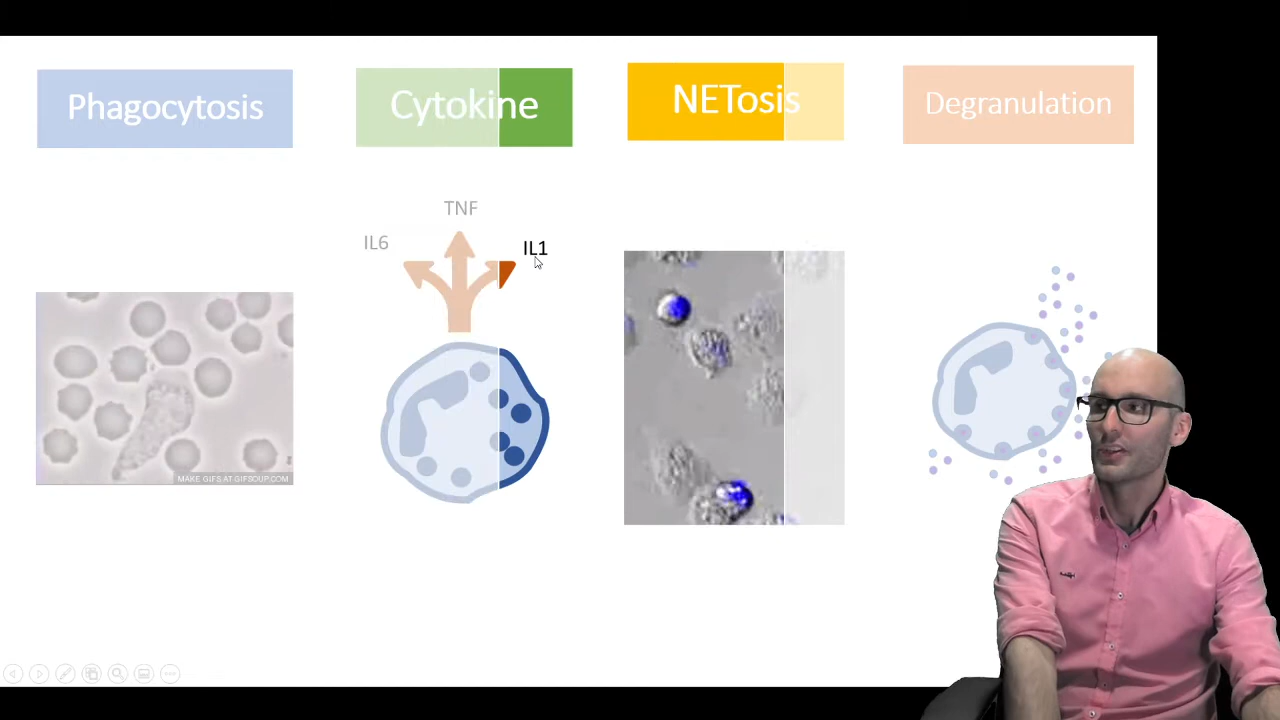 Phagocytosis
Cytokine
NETosis
Degranulation
TNF
IL6
IL1
MAKE GIFS AT GIFSOUP.COM